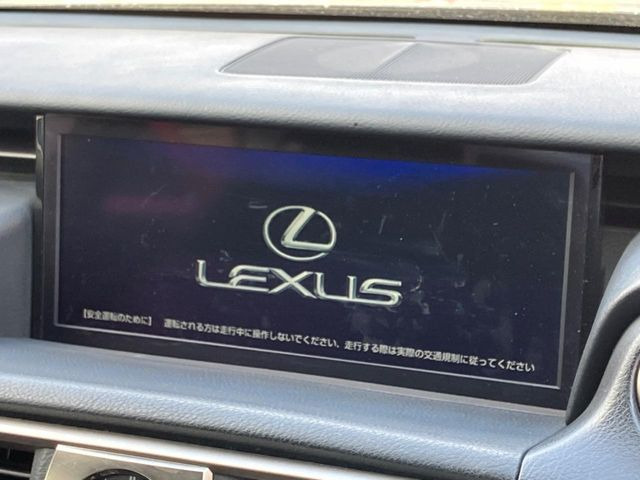 LEXUS
【安全運転のために】 運転される方は走行中に操作しないでください、走行する際は実際の交通規制に従ってください